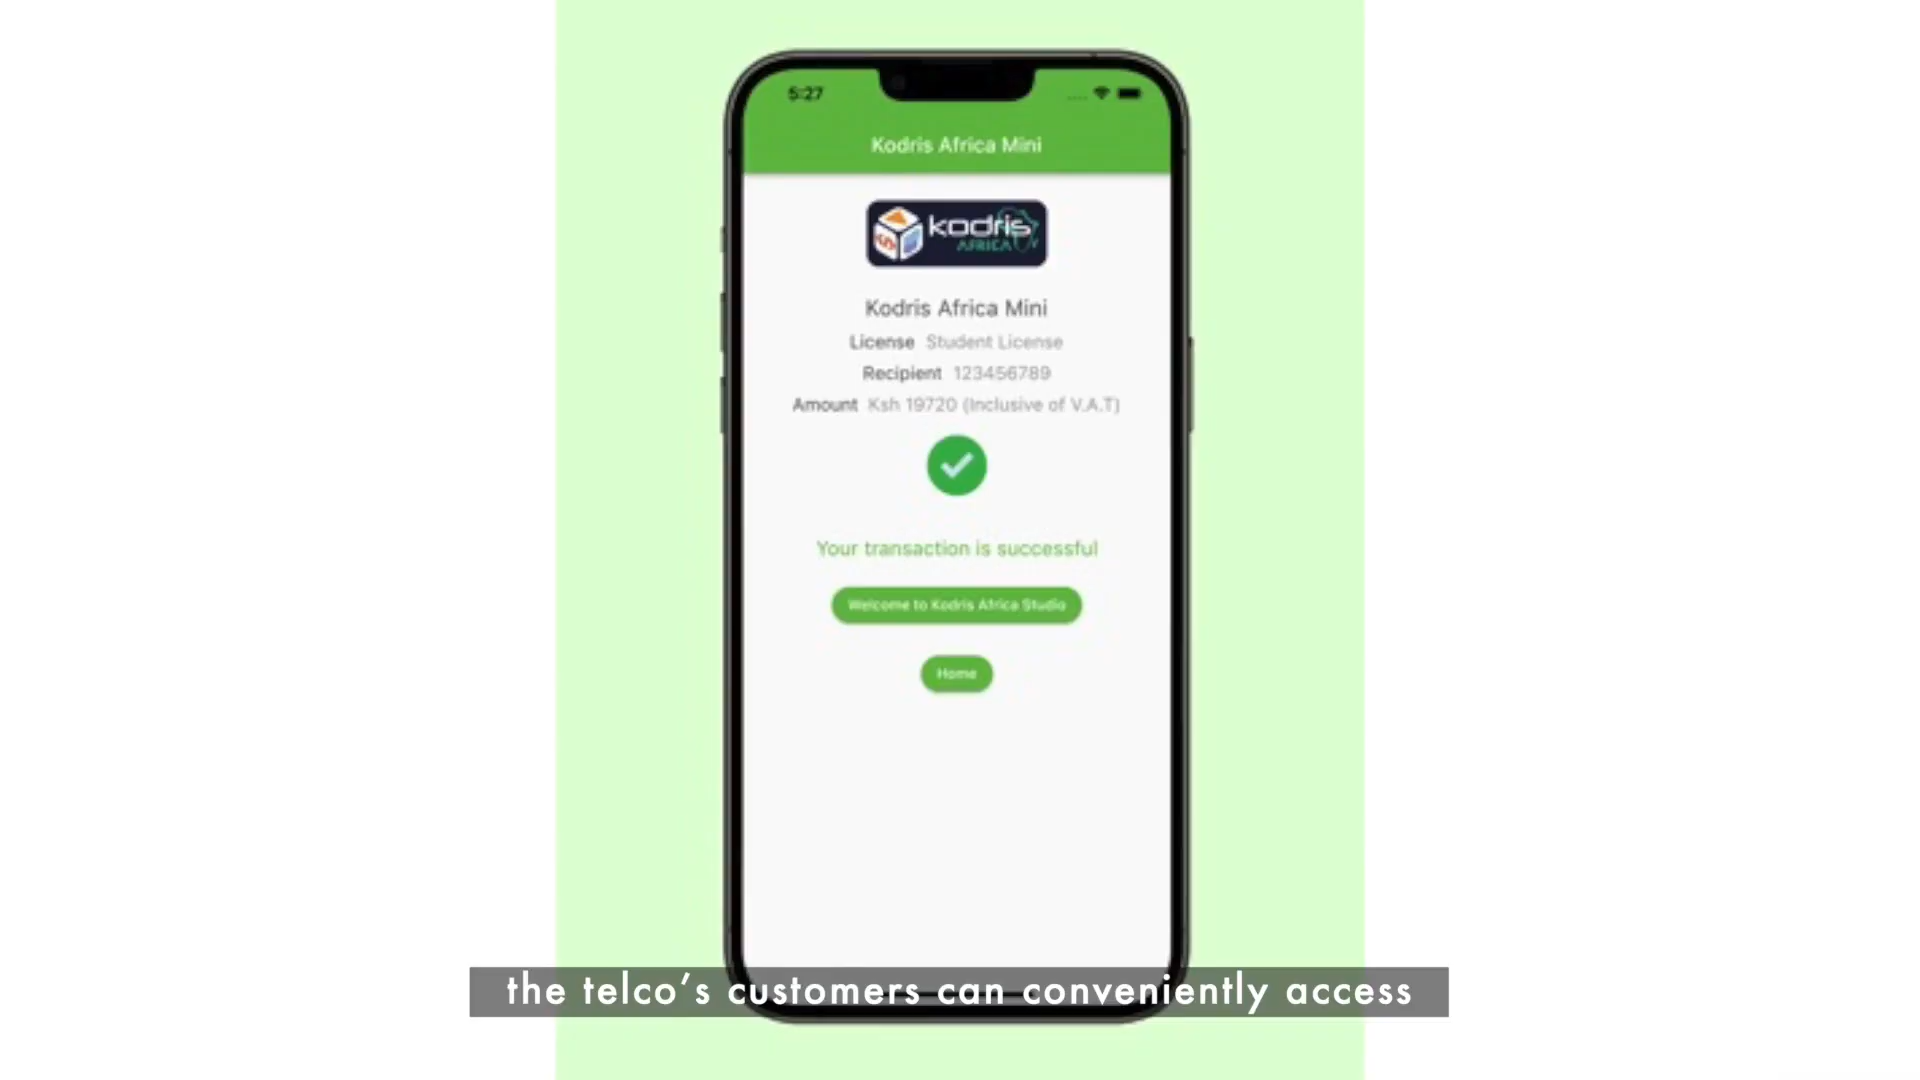 5:27
Kodris Africa Mini
kodris
AFRICA
Kodris Africa Mini
License Student License
Recipient 123456789
Amount Ksh 19720 (Inclusive of V.A.T)
Your transaction is successful
Welcome to Kodris Africa Studio
Home
the telco’s customers can conveniently access